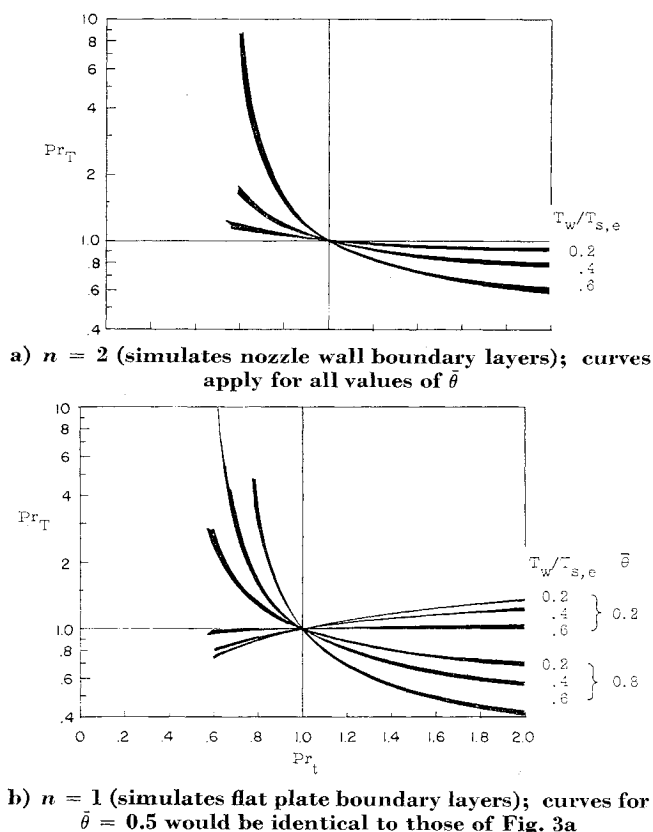 10
8
6
4
2
1.0
.8
.6
.4
Pr_T
T_w/T_{s,e}
0.2
.4
.6
a) n = 2 (simulates nozzle wall boundary layers); curves
apply for all values of θ̄
10
8
6
4
2
1.0
.8
.6
.4
Pr_T
T_w/T_{s,e} θ̄
0.2
.4
.6
0.2
0.2
.4
.6
0.8
0 .2 .4 .6 .8 1.0 1.2 1.4 1.6 1.8 2.0
Pr_t
b) n = 1 (simulates flat plate boundary layers); curves for
θ̄ = 0.5 would be identical to those of Fig. 3a